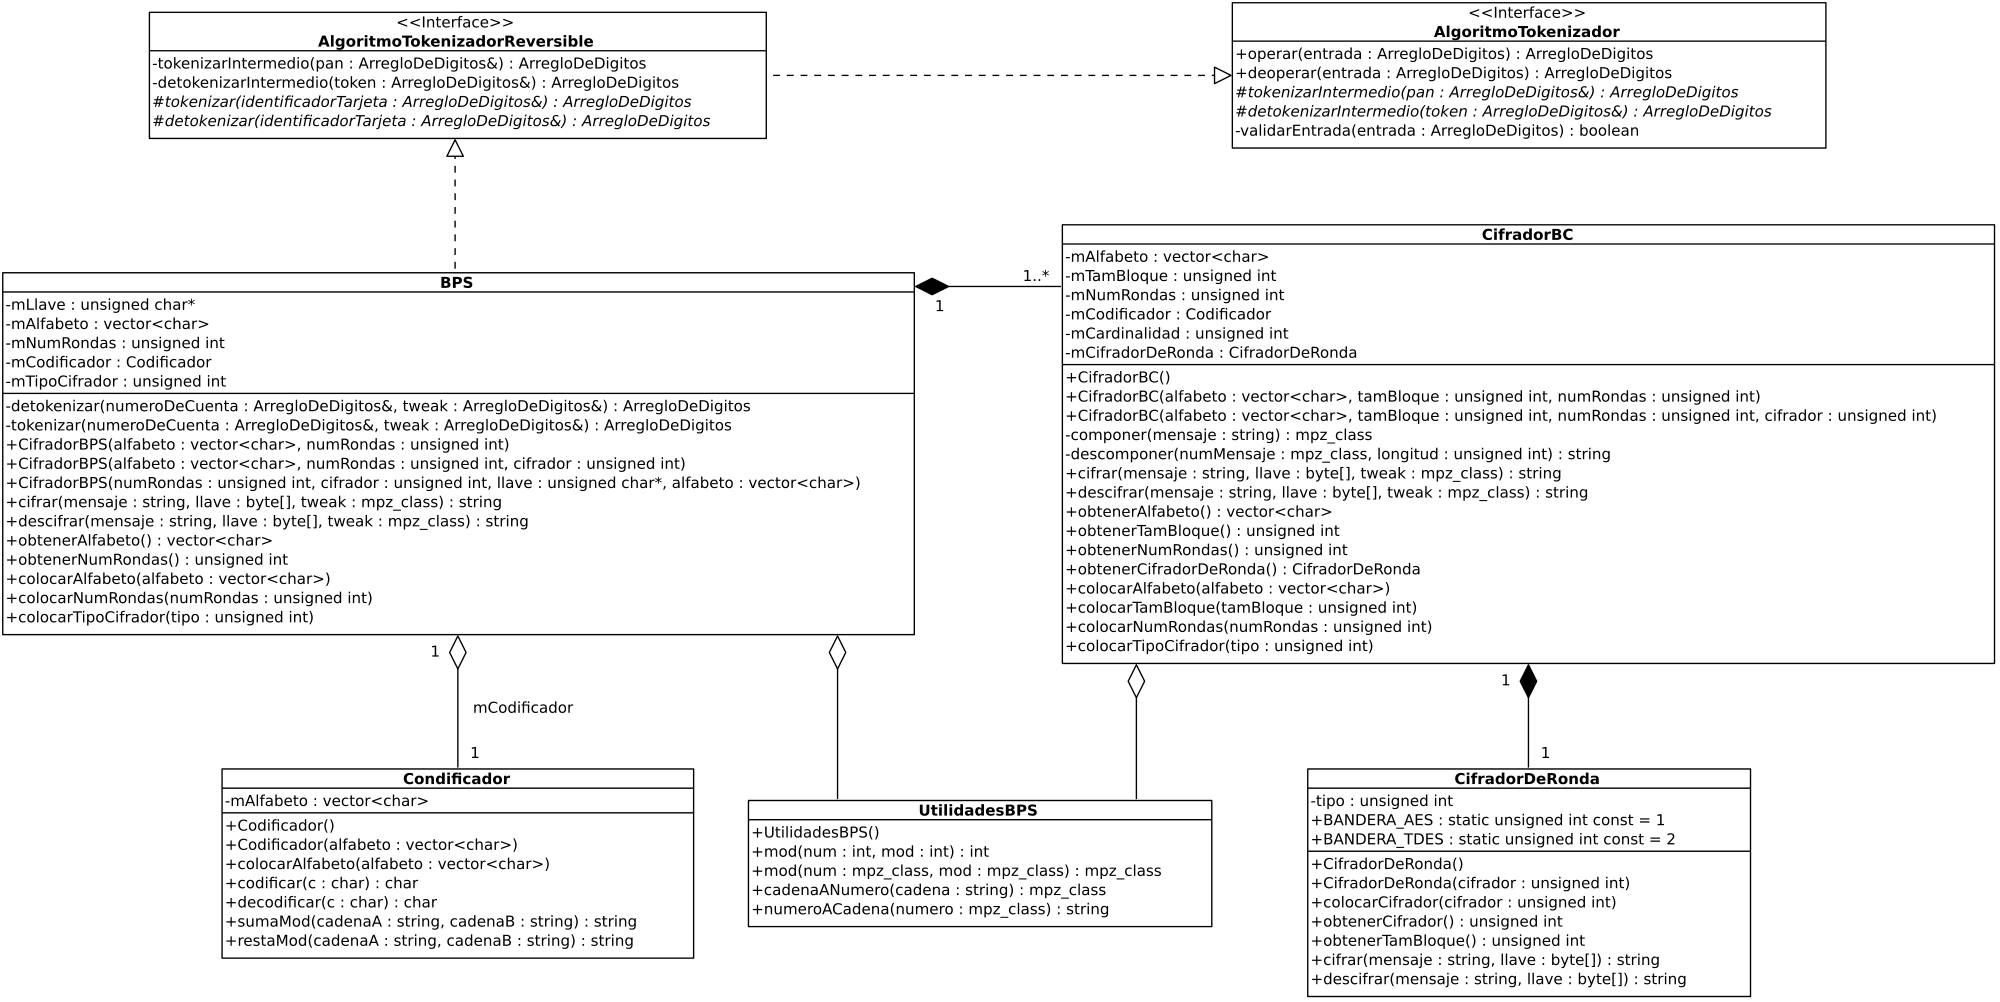 <<Interface>>
AlgoritmoTokenizadorReversible
-tokenizarIntermedio(pan : ArregloDeDigitos&) : ArregloDeDigitos
-detokenizarIntermedio(token : ArregloDeDigitos&) : ArregloDeDigitos
#tokenizar(identificadorTarjeta : ArregloDeDigitos&) : ArregloDeDigitos
#detokenizar(identificadorTarjeta : ArregloDeDigitos&) : ArregloDeDigitos
<<Interface>>
AlgoritmoTokenizador
+operar(entrada : ArregloDeDigitos) : ArregloDeDigitos
+deoperar(entrada : ArregloDeDigitos) : ArregloDeDigitos
#tokenizarIntermedio(pan : ArregloDeDigitos&) : ArregloDeDigitos
#detokenizarIntermedio(token : ArregloDeDigitos&) : ArregloDeDigitos
-validarEntrada(entrada : ArregloDeDigitos) : boolean
BPS
-mLlave : unsigned char*
-mAlfabeto : vector<char>
-mNumRondas : unsigned int
-mCodificador : Codificador
-mTipoCifrador : unsigned int
-detokenizar(numeroDeCuenta : ArregloDeDigitos&, tweak : ArregloDeDigitos&) : ArregloDeDigitos
-tokenizar(numeroDeCuenta : ArregloDeDigitos&, tweak : ArregloDeDigitos&) : ArregloDeDigitos
+CifradorBPS(alfabeto : vector<char>, numRondas : unsigned int)
+CifradorBPS(alfabeto : vector<char>, numRondas : unsigned int, cifrador : unsigned int)
+CifradorBPS(numRondas : unsigned int, cifrador : unsigned int, llave : unsigned char*, alfabeto : vector<char>)
+cifrar(mensaje : string, llave : byte[], tweak : mpz_class) : string
+descifrar(mensaje : string, llave : byte[], tweak : mpz_class) : string
+obtenerAlfabeto() : vector<char>
+obtenerNumRondas() : unsigned int
+colocarAlfabeto(alfabeto : vector<char>)
+colocarNumRondas(numRondas : unsigned int)
+colocarTipoCifrador(tipo : unsigned int)
1..*
1
CifradorBC
-mAlfabeto : vector<char>
-mTamBloque : unsigned int
-mNumRondas : unsigned int
-mCodificador : Codificador
-mCardinalidad : unsigned int
-mCifradorDeRonda : CifradorDeRonda
+CifradorBC()
+CifradorBC(alfabeto : vector<char>, tamBloque : unsigned int, numRondas : unsigned int)
+CifradorBC(alfabeto : vector<char>, tamBloque : unsigned int, numRondas : unsigned int, cifrador : unsigned int)
-componer(mensaje : string) : mpz_class
-descomponer(numMensaje : mpz_class, longitud : unsigned int) : string
+cifrar(mensaje : string, llave : byte[], tweak : mpz_class) : string
+descifrar(mensaje : string, llave : byte[], tweak : mpz_class) : string
+obtenerAlfabeto() : vector<char>
+obtenerTamBloque() : unsigned int
+obtenerNumRondas() : unsigned int
+obtenerCifradorDeRonda() : CifradorDeRonda
+colocarAlfabeto(alfabeto : vector<char>)
+colocarTamBloque(tamBloque : unsigned int)
+colocarNumRondas(numRondas : unsigned int)
+colocarTipoCifrador(tipo : unsigned int)
1
mCodificador
1
1
1
Condificador
-mAlfabeto : vector<char>
+Codificador()
+Codificador(alfabeto : vector<char>)
+colocarAlfabeto(alfabeto : vector<char>)
+codificar(c : char) : char
+decodificar(c : char) : char
+sumaMod(cadenaA : string, cadenaB : string) : string
+restaMod(cadenaA : string, cadenaB : string) : string
UtilidadesBPS
+UtilidadesBPS()
+mod(num : int, mod : int) : int
+mod(num : mpz_class, mod : mpz_class) : mpz_class
+cadenaANumero(cadena : string) : mpz_class
+numeroACadena(numero : mpz_class) : string
CifradorDeRonda
-tipo : unsigned int
+BANDERA_AES : static unsigned int const = 1
+BANDERA_TDES : static unsigned int const = 2
+CifradorDeRonda()
+CifradorDeRonda(cifrador : unsigned int)
+colocarCifrador(cifrador : unsigned int)
+obtenerCifrador() : unsigned int
+obtenerTamBloque() : unsigned int
+cifrar(mensaje : string, llave : byte[]) : string
+descifrar(mensaje : string, llave : byte[]) : string